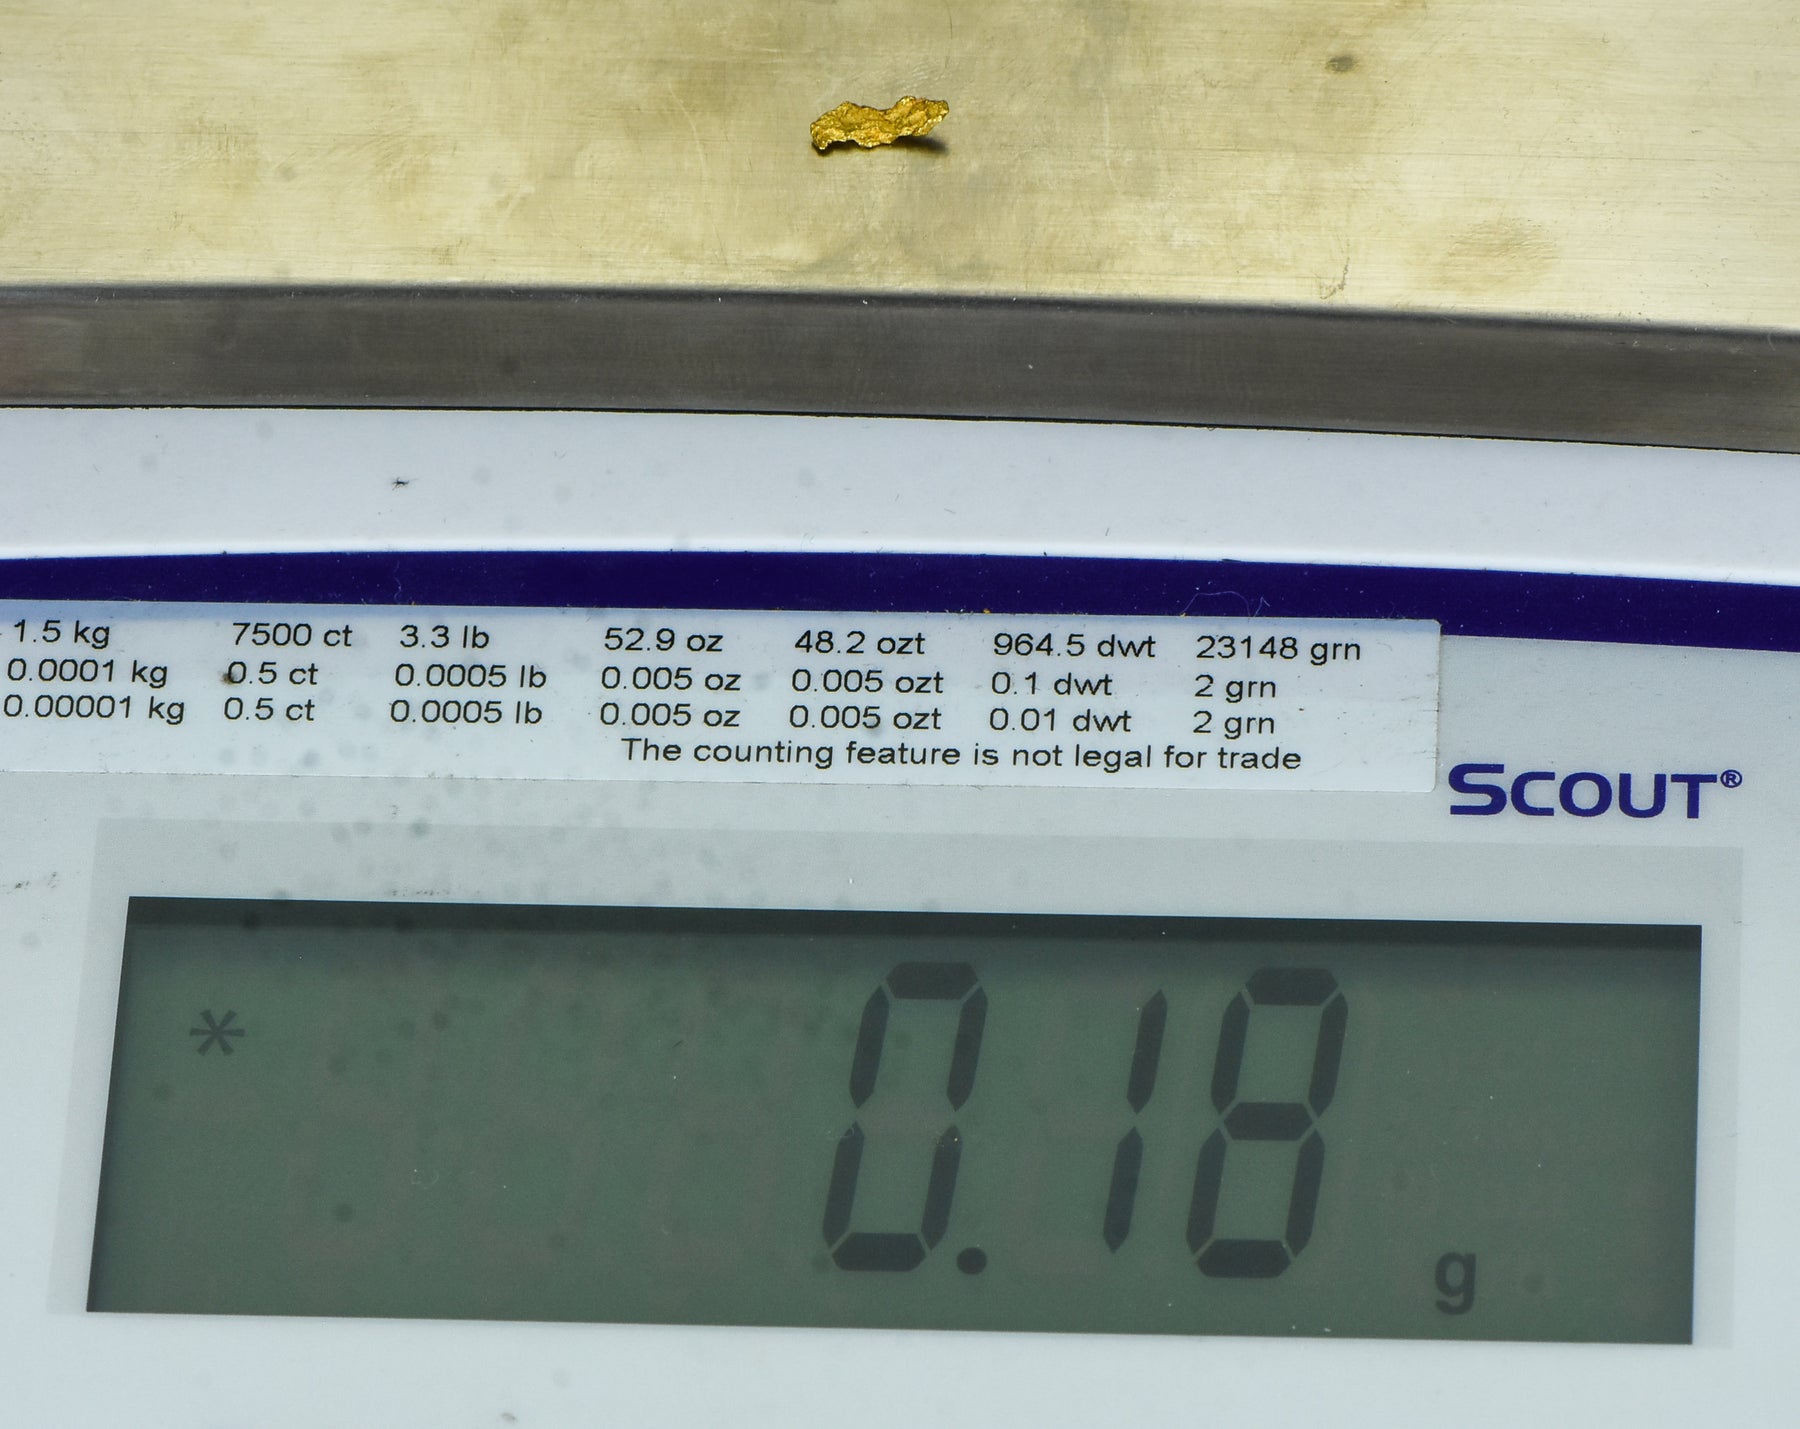 1.5 kg 7500 ct 3.3 lb 52.9 oz 48.2 ozt 964.5 dwt 23148 grn
0.0001 kg 0.5 ct 0.0005 lb 0.005 oz 0.005 ozt 0.1 dwt 2 grn
0.00001 kg 0.5 ct 0.0005 lb 0.005 oz 0.005 ozt 0.01 dwt 2 grn
The counting feature is not legal for trade
SCOUT®
* 0.18 g